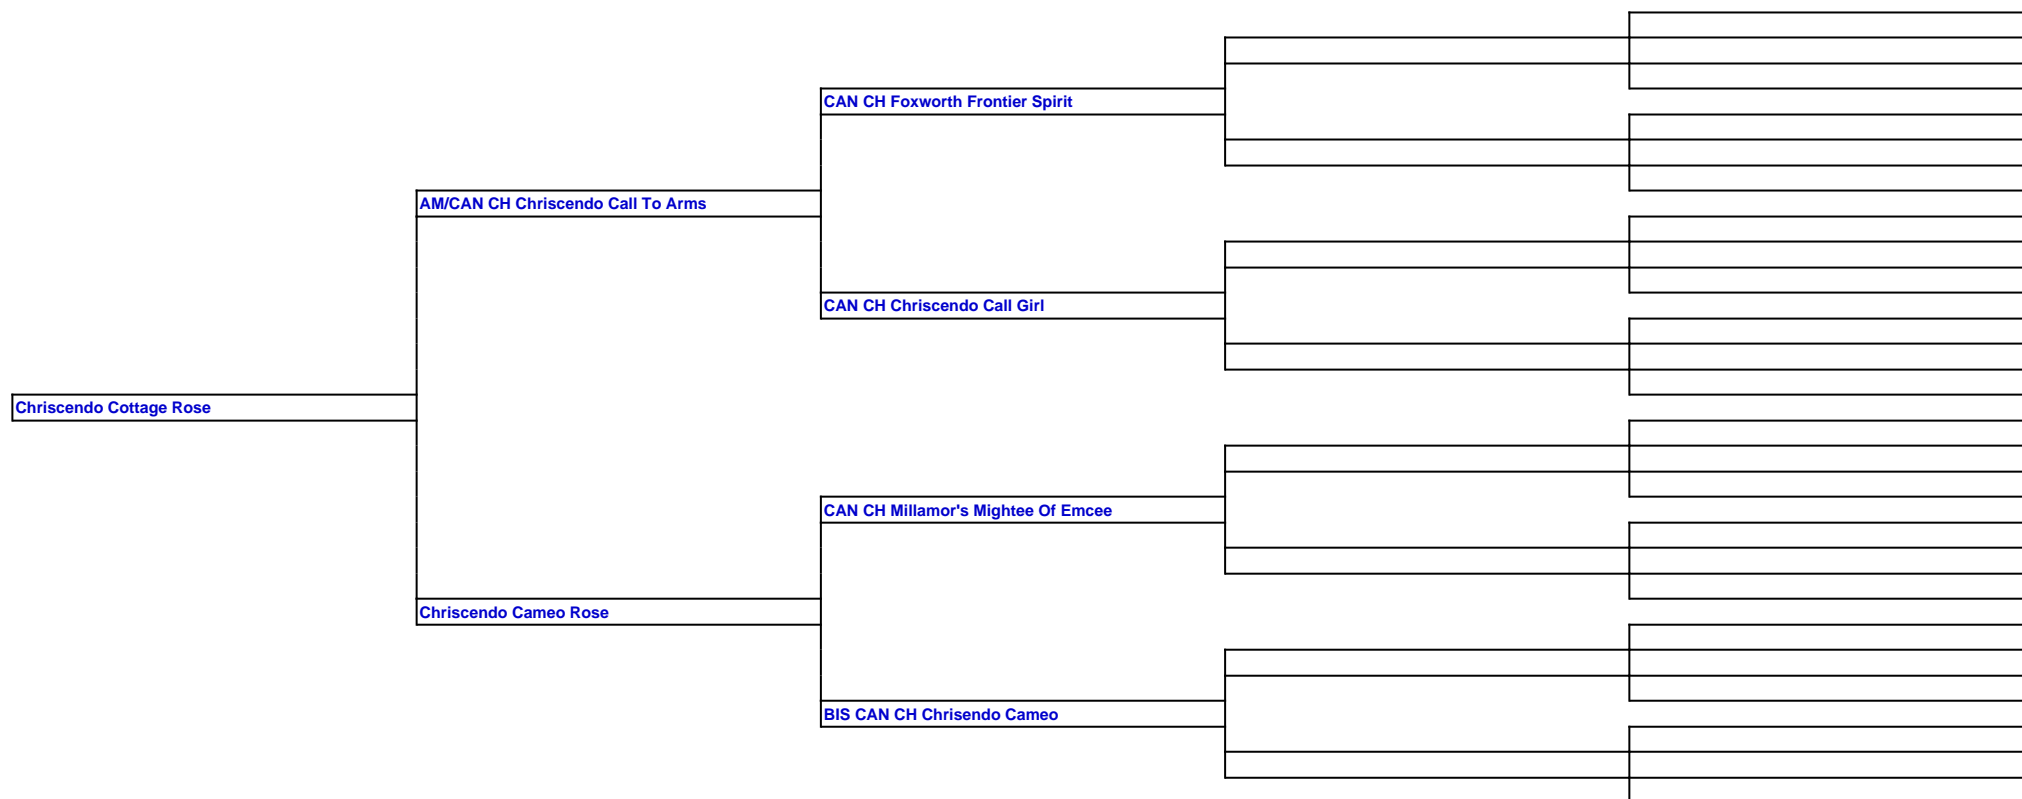 CAN CH Foxworth Frontier Spirit
AM/CAN CH Chriscendo Call To Arms
CAN CH Chriscendo Call Girl
Chriscendo Cottage Rose
CAN CH Millamor's Mightee Of Emcee
Chriscendo Cameo Rose
BIS CAN CH Chrisendo Cameo